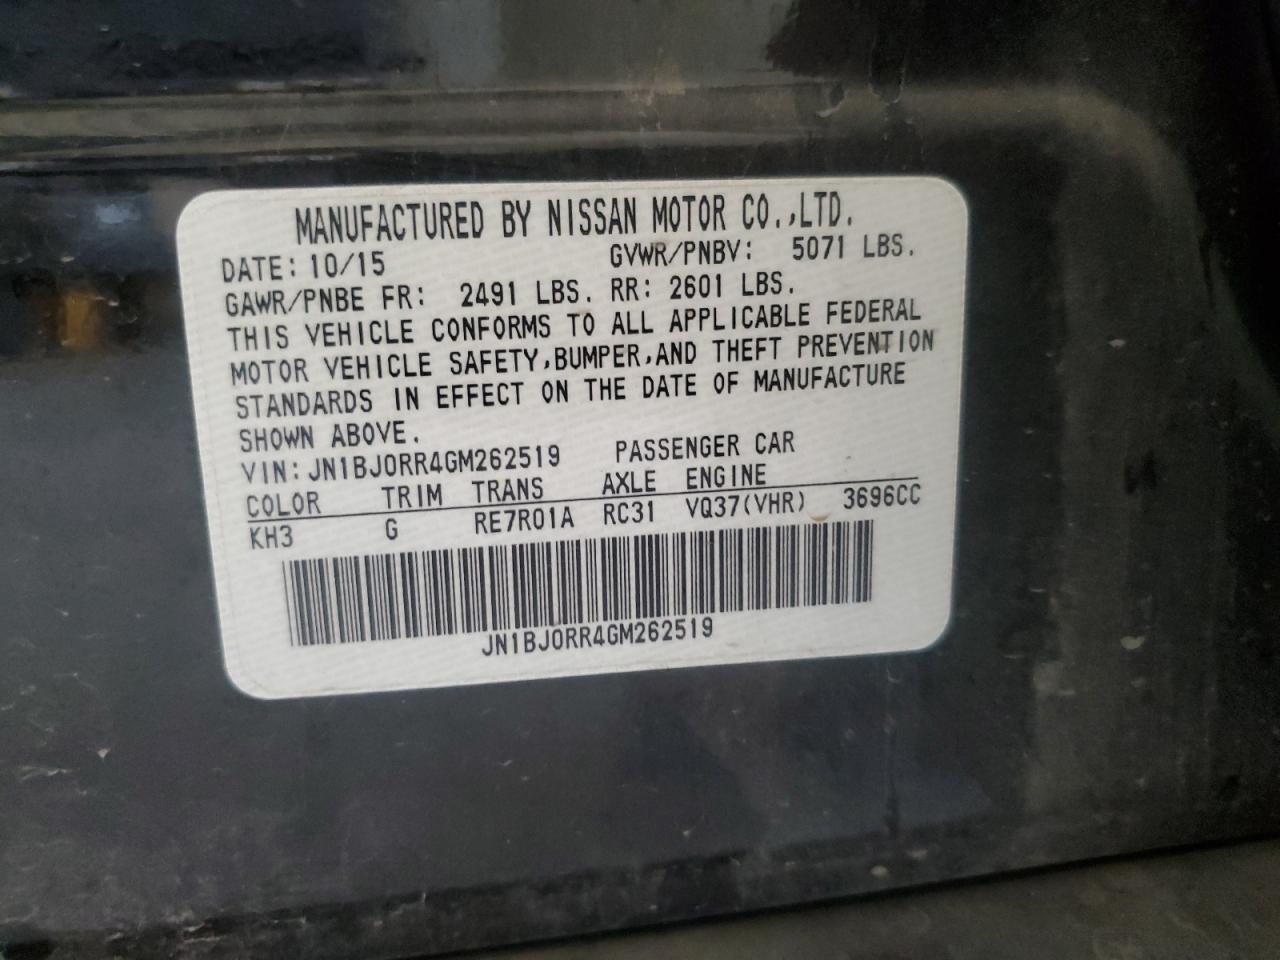 MANUFACTURED BY NISSAN MOTOR CO.,LTD.
DATE: 10/15 GVWR/PNBV: 5071 LBS.
GAWR/PNBE FR: 2491 LBS. RR: 2601 LBS.
THIS VEHICLE CONFORMS TO ALL APPLICABLE FEDERAL
MOTOR VEHICLE SAFETY,BUMPER,AND THEFT PREVENTION
STANDARDS IN EFFECT ON THE DATE OF MANUFACTURE
SHOWN ABOVE.
VIN: JN1BJ0RR4GM262519 PASSENGER CAR
COLOR TRIM TRANS AXLE ENGINE
KH3 G RE7R01A RC31 VQ37(VHR) 3696CC
JN1BJ0RR4GM262519